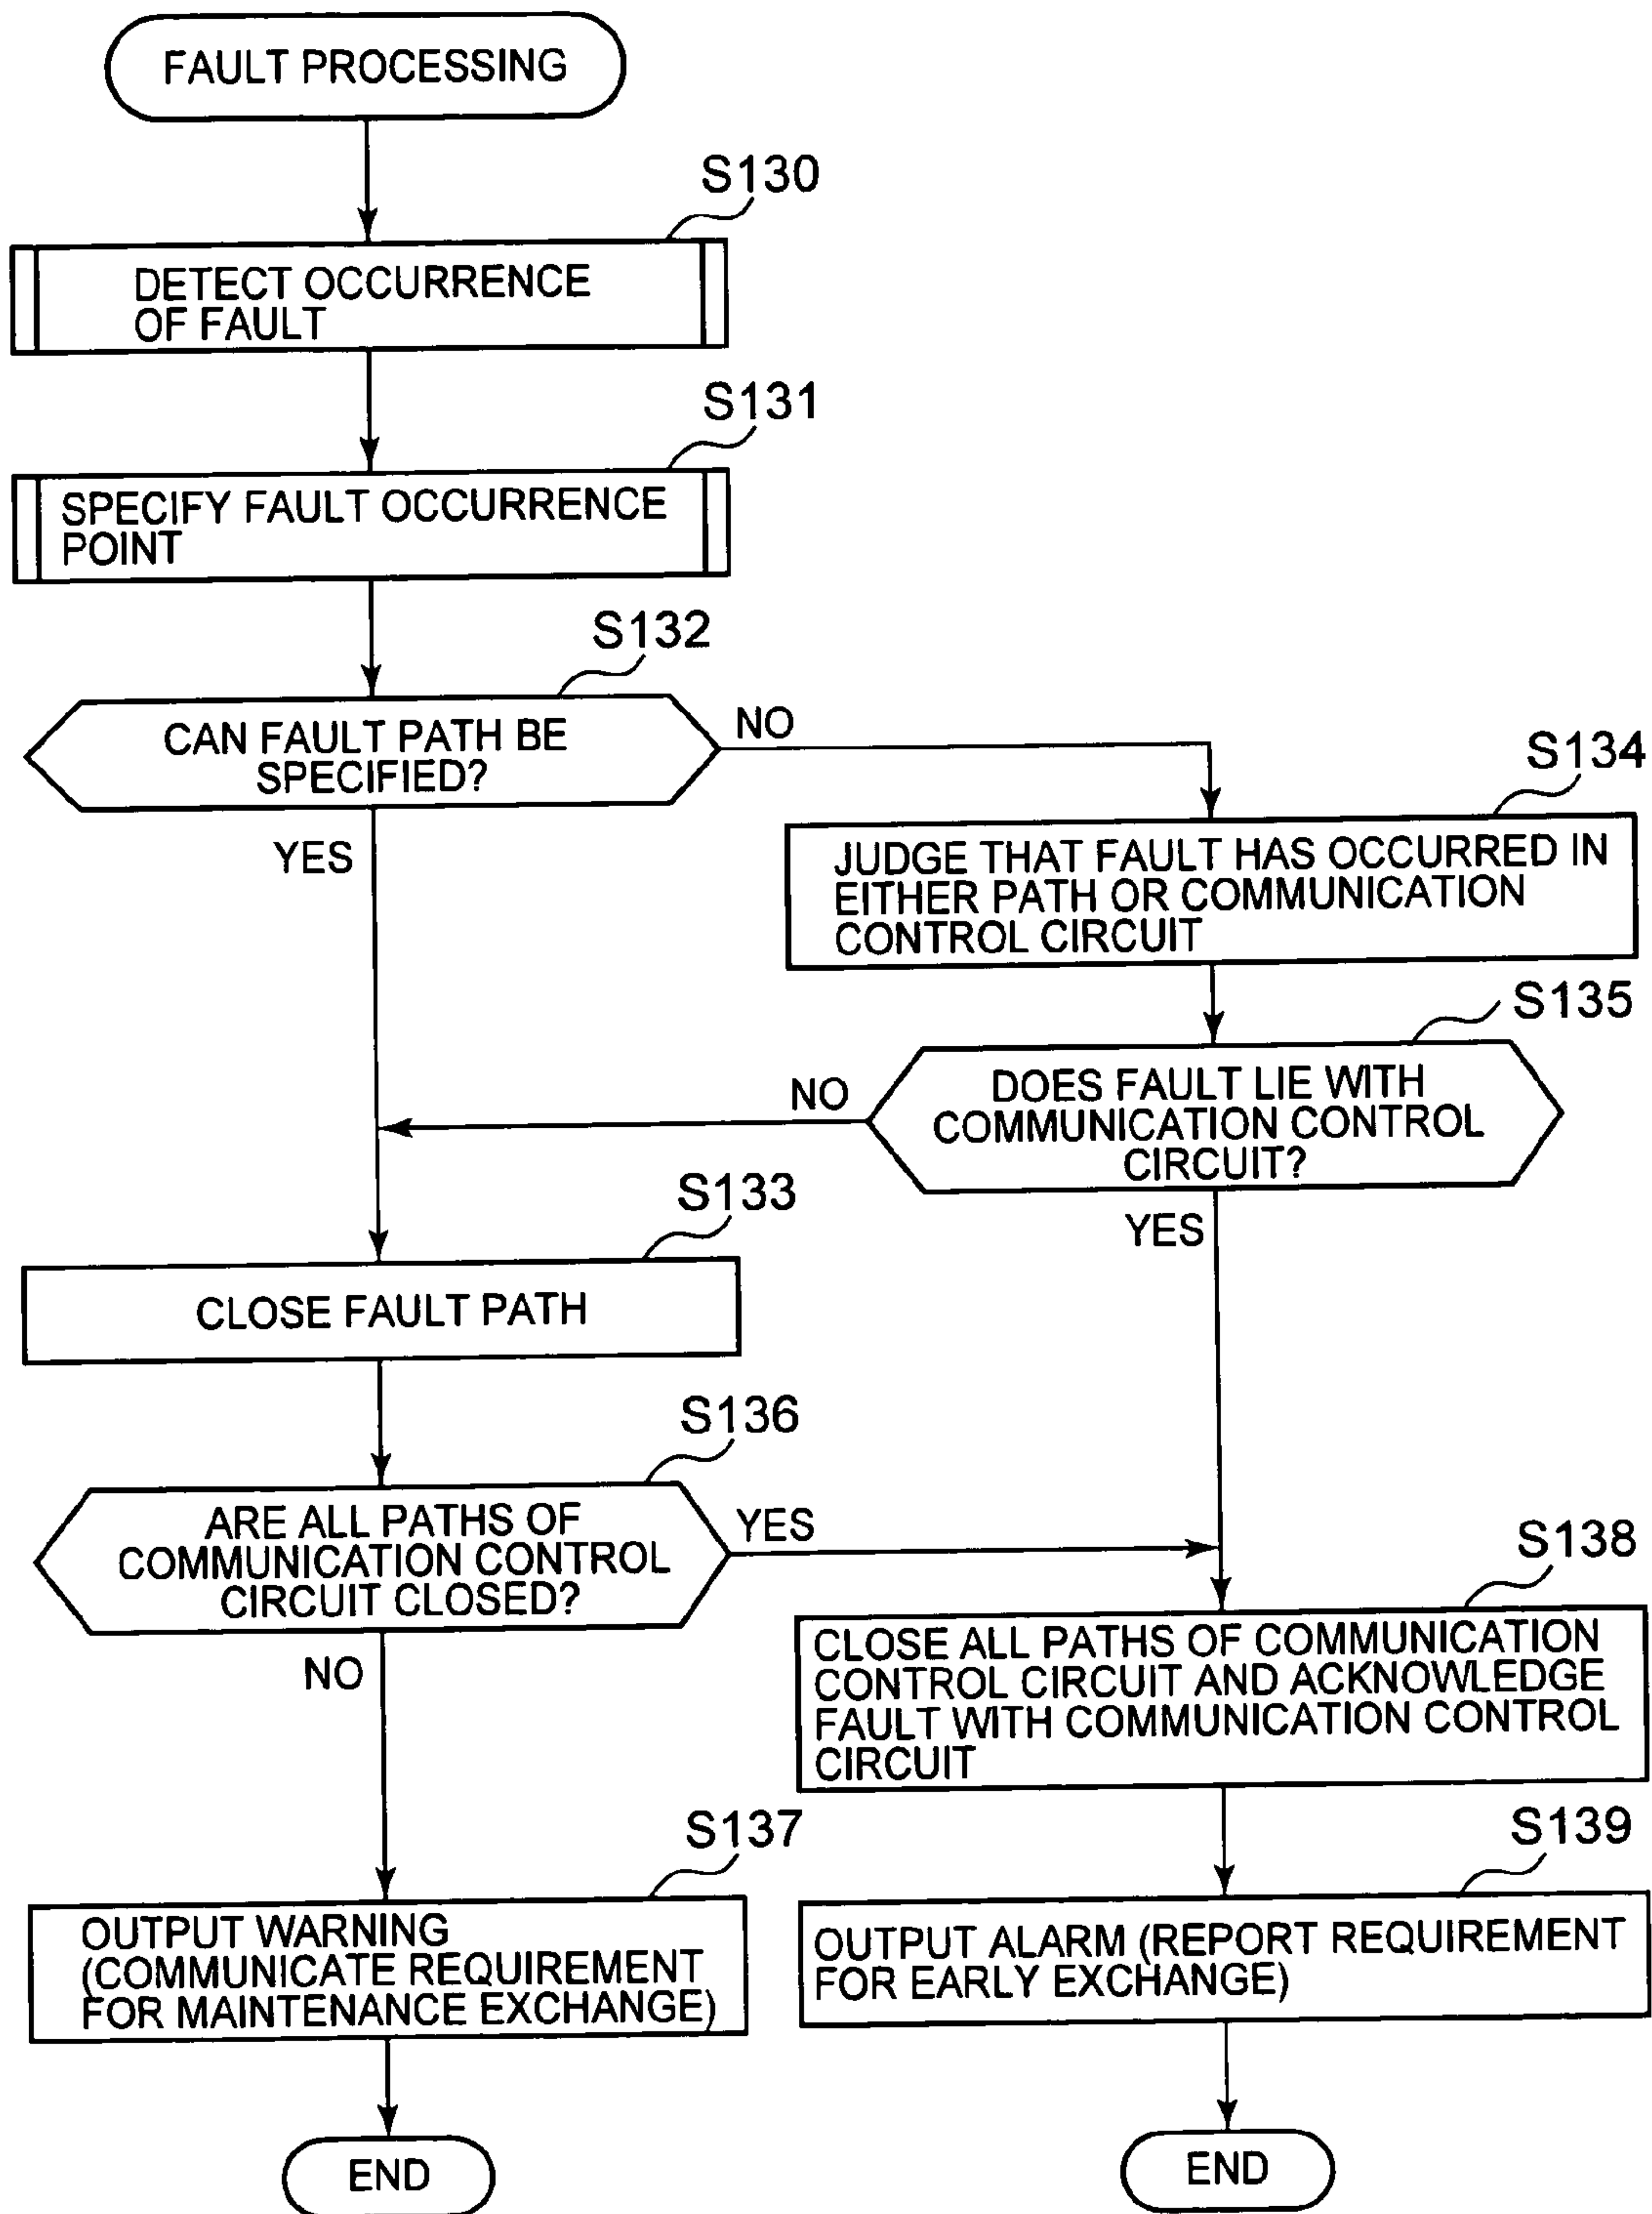 FAULT PROCESSING
S130
DETECT OCCURRENCE
OF FAULT
S131
SPECIFY FAULT OCCURRENCE
POINT
S132
CAN FAULT PATH BE
SPECIFIED?
NO
YES
S134
JUDGE THAT FAULT HAS OCCURRED IN
EITHER PATH OR COMMUNICATION
CONTROL CIRCUIT
S135
DOES FAULT LIE WITH
COMMUNICATION CONTROL
CIRCUIT?
NO
YES
S133
CLOSE FAULT PATH
S136
ARE ALL PATHS OF
COMMUNICATION CONTROL
CIRCUIT CLOSED?
YES
NO
S138
CLOSE ALL PATHS OF COMMUNICATION
CONTROL CIRCUIT AND ACKNOWLEDGE
FAULT WITH COMMUNICATION CONTROL
CIRCUIT
S137
OUTPUT WARNING
(COMMUNICATE REQUIREMENT
FOR MAINTENANCE EXCHANGE)
S139
OUTPUT ALARM (REPORT REQUIREMENT
FOR EARLY EXCHANGE)
END
END